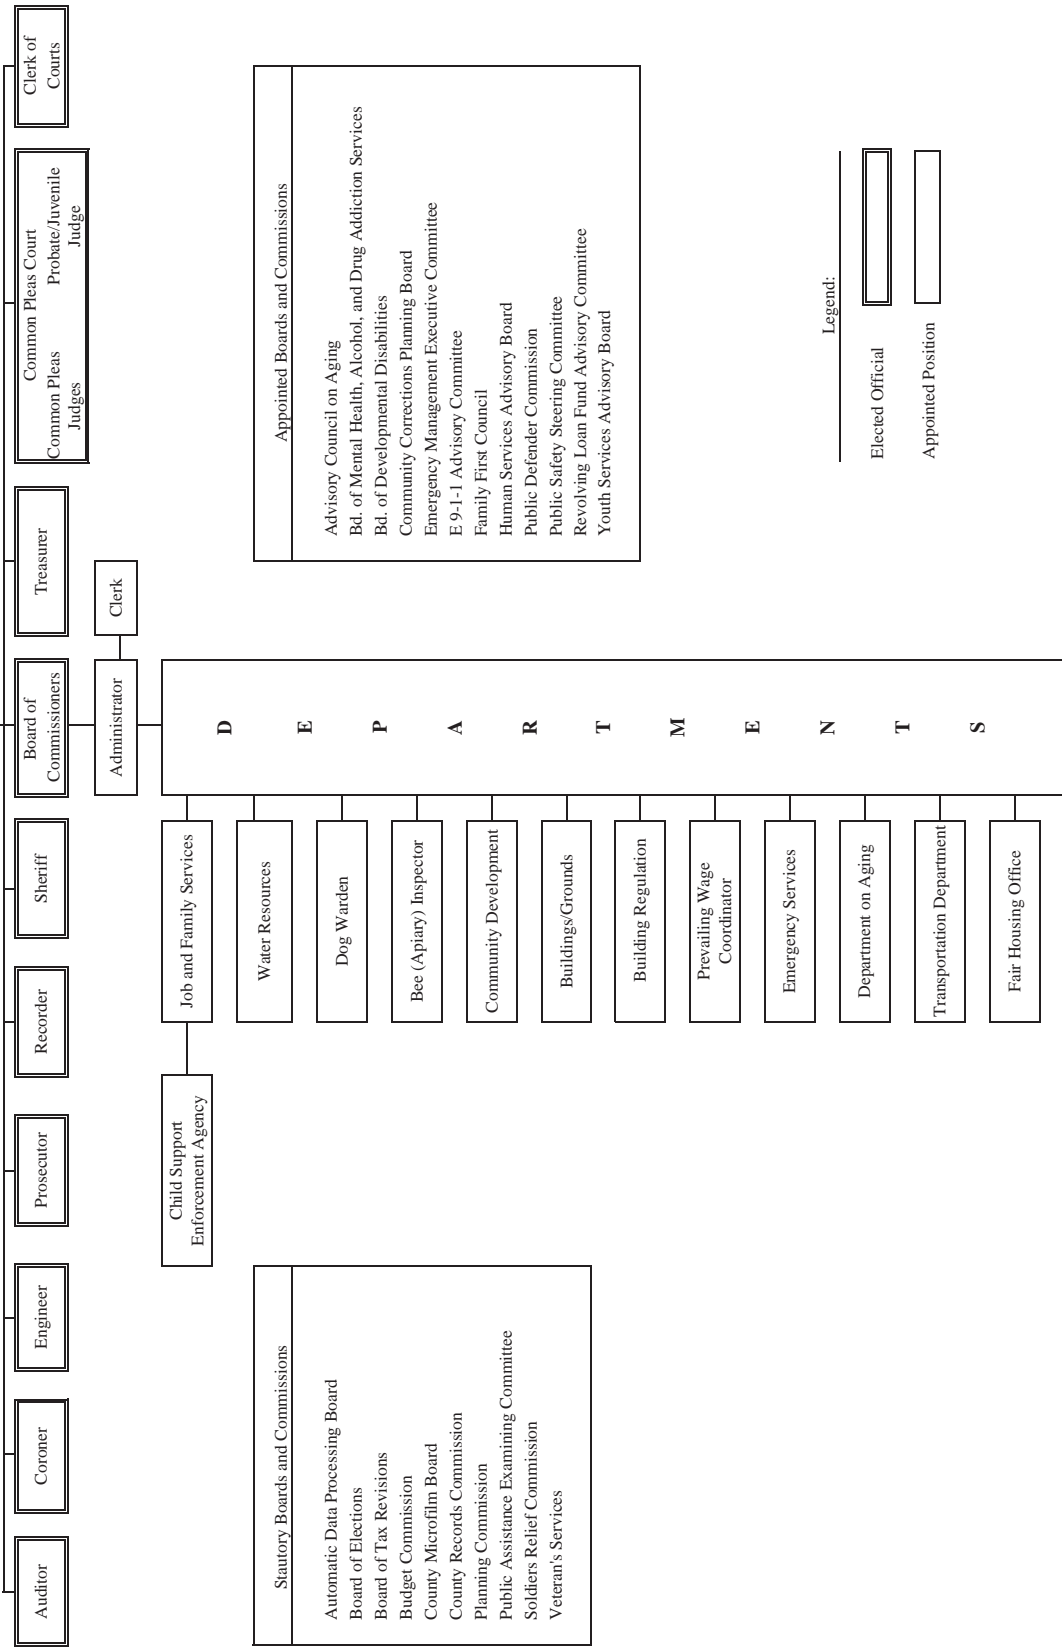 Auditor
Coroner
Engineer
Prosecutor
Recorder
Sheriff
Board of
Commissioners
Treasurer
Common Pleas Court
Common Pleas
Judges
Probate/Juvenile
Judge
Clerk of
Courts
Administrator
Clerk
DEPARTMENTS
Child Support
Enforcement Agency
Job and Family Services
Water Resources
Dog Warden
Bee (Apiary) Inspector
Community Development
Buildings/Grounds
Building Regulation
Prevailing Wage
Coordinator
Emergency Services
Department on Aging
Transportation Department
Fair Housing Office
Stautory Boards and Commissions
Automatic Data Processing Board
Board of Elections
Board of Tax Revisions
Budget Commission
County Microfilm Board
County Records Commission
Planning Commission
Public Assistance Examining Committee
Soldiers Relief Commission
Veteran's Services
Appointed Boards and Commissions
Advisory Council on Aging
Bd. of Mental Health, Alcohol, and Drug Addiction Services
Bd. of Developmental Disabilities
Community Corrections Planning Board
Emergency Management Executive Committee
E 9-1-1 Advisory Committee
Family First Council
Human Services Advisory Board
Public Defender Commission
Public Safety Steering Committee
Revolving Loan Fund Advisory Committee
Youth Services Advisory Board
Legend:
Elected Official
Appointed Position